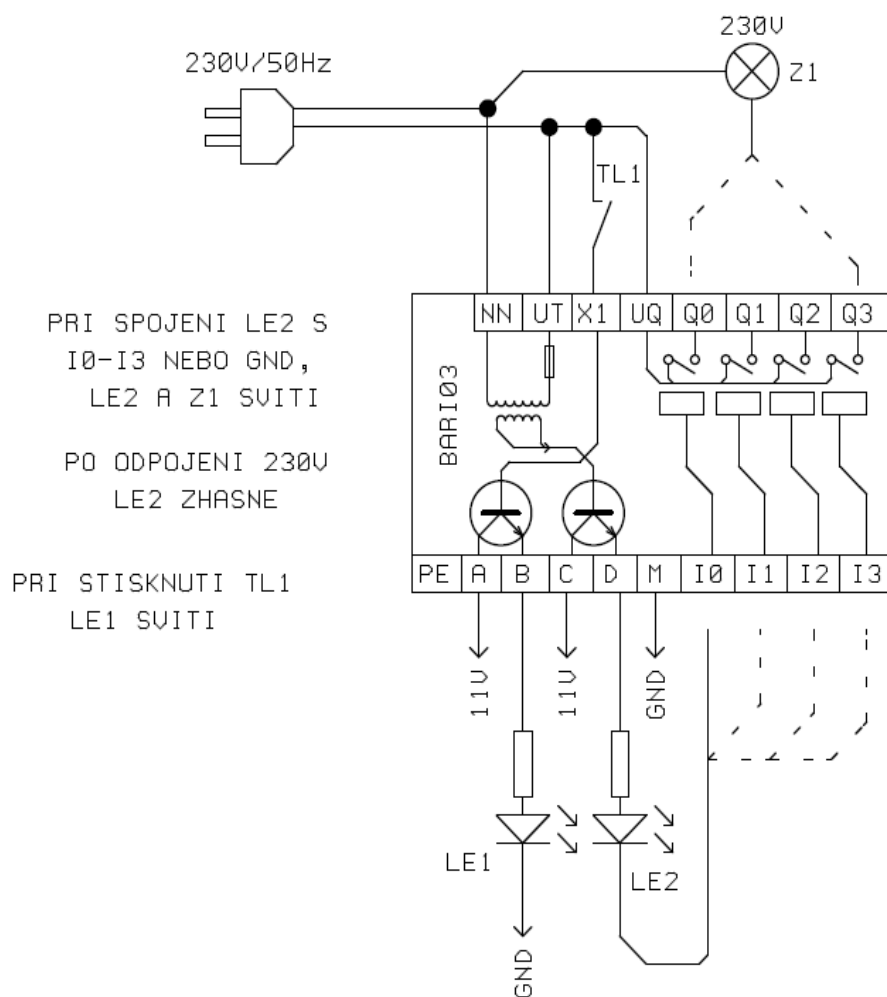 230V
230V/50Hz
Z1
TL1
NN UT X1 UQ Q0 Q1 Q2 Q3
PRI SPOJENI LE2 S
I0-I3 NEBO GND,
LE2 A Z1 SVITI
BARI03
PO ODPOJENI 230V
LE2 ZHASNE
PE A B C D M I0 I1 I2 I3
PRI STISKNUTI TL1
LE1 SVITI
11V
11V
GND
LE1
LE2
GND